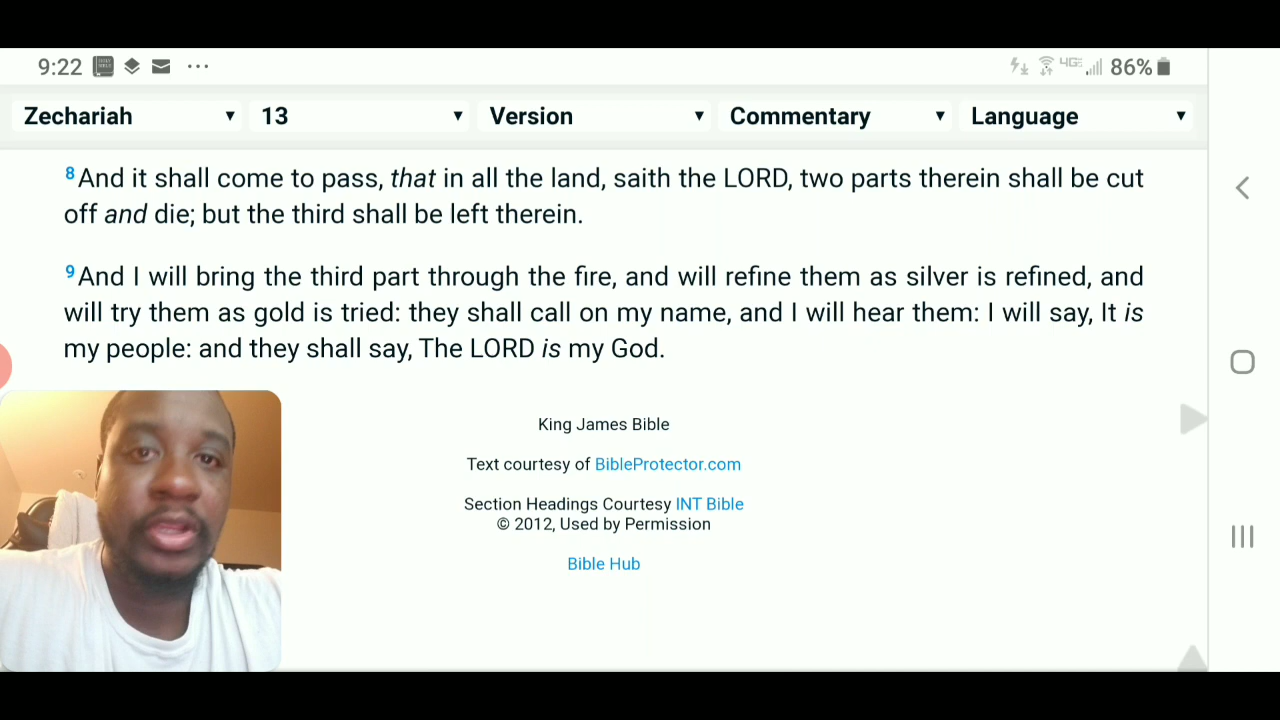 9:22 ... 4GE 86%
Zechariah 13 Version Commentary Language
8 And it shall come to pass, that in all the land, saith the LORD, two parts therein shall be cut
off and die; but the third shall be left therein.
9 And I will bring the third part through the fire, and will refine them as silver is refined, and
will try them as gold is tried: they shall call on my name, and I will hear them: I will say, It is
my people: and they shall say, The LORD is my God.
King James Bible
Text courtesy of BibleProtector.com
Section Headings Courtesy INT Bible
© 2012, Used by Permission
Bible Hub